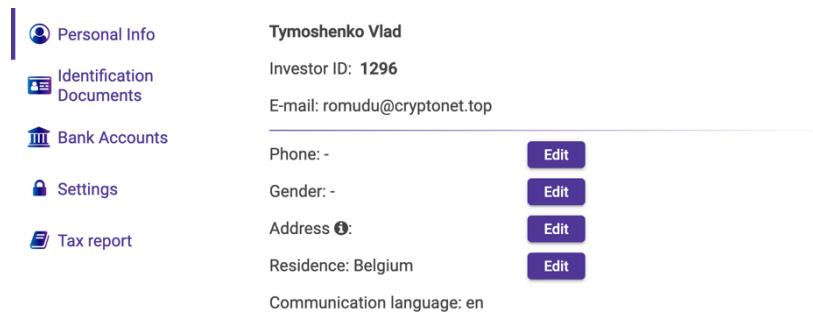 Personal Info
Identification
Documents
Bank Accounts
Settings
Tax report
Tymoshenko Vlad
Investor ID: 1296
E-mail: romudu@cryptonet.top
Phone: - Edit
Gender: - Edit
Address i: Edit
Residence: Belgium Edit
Communication language: en